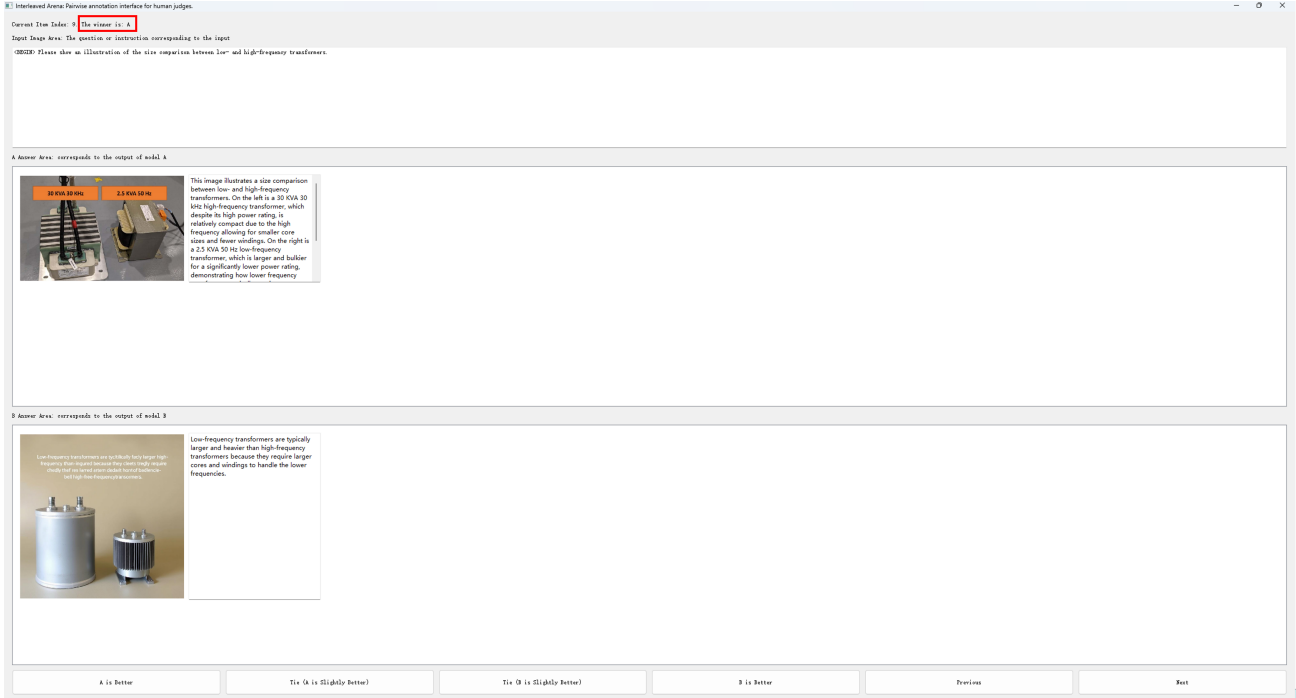 Interleaved Arena: Pairwise annotation interface for human judges.
Current Item Index: 9 The winner is: A
Input Image Area: The question or instruction corresponding to the input
<BEGIN> Please show an illustration of the size comparison between low- and high-frequency transformers.
A Answer Area: corresponds to the output of model A
30 KVA 30 KHz
2.5 KVA 50 Hz
This image illustrates a size comparison
between low- and high-frequency
transformers. On the left is a 30 KVA 30
kHz high-frequency transformer, which
despite its high power rating, is
relatively compact due to the high
frequency allowing for smaller core
sizes and fewer windings. On the right is
a 2.5 KVA 50 Hz low-frequency
transformer, which is larger and bulkier
for a significantly lower power rating,
demonstrating how lower frequency
B Answer Area: corresponds to the output of model B
Low-frequency transformers are typically
larger and heavier than high-frequency
transformers because they require larger
cores and windings to handle the lower
frequencies.
A is Better
Tie (A is Slightly Better)
Tie (B is Slightly Better)
B is Better
Previous
Next